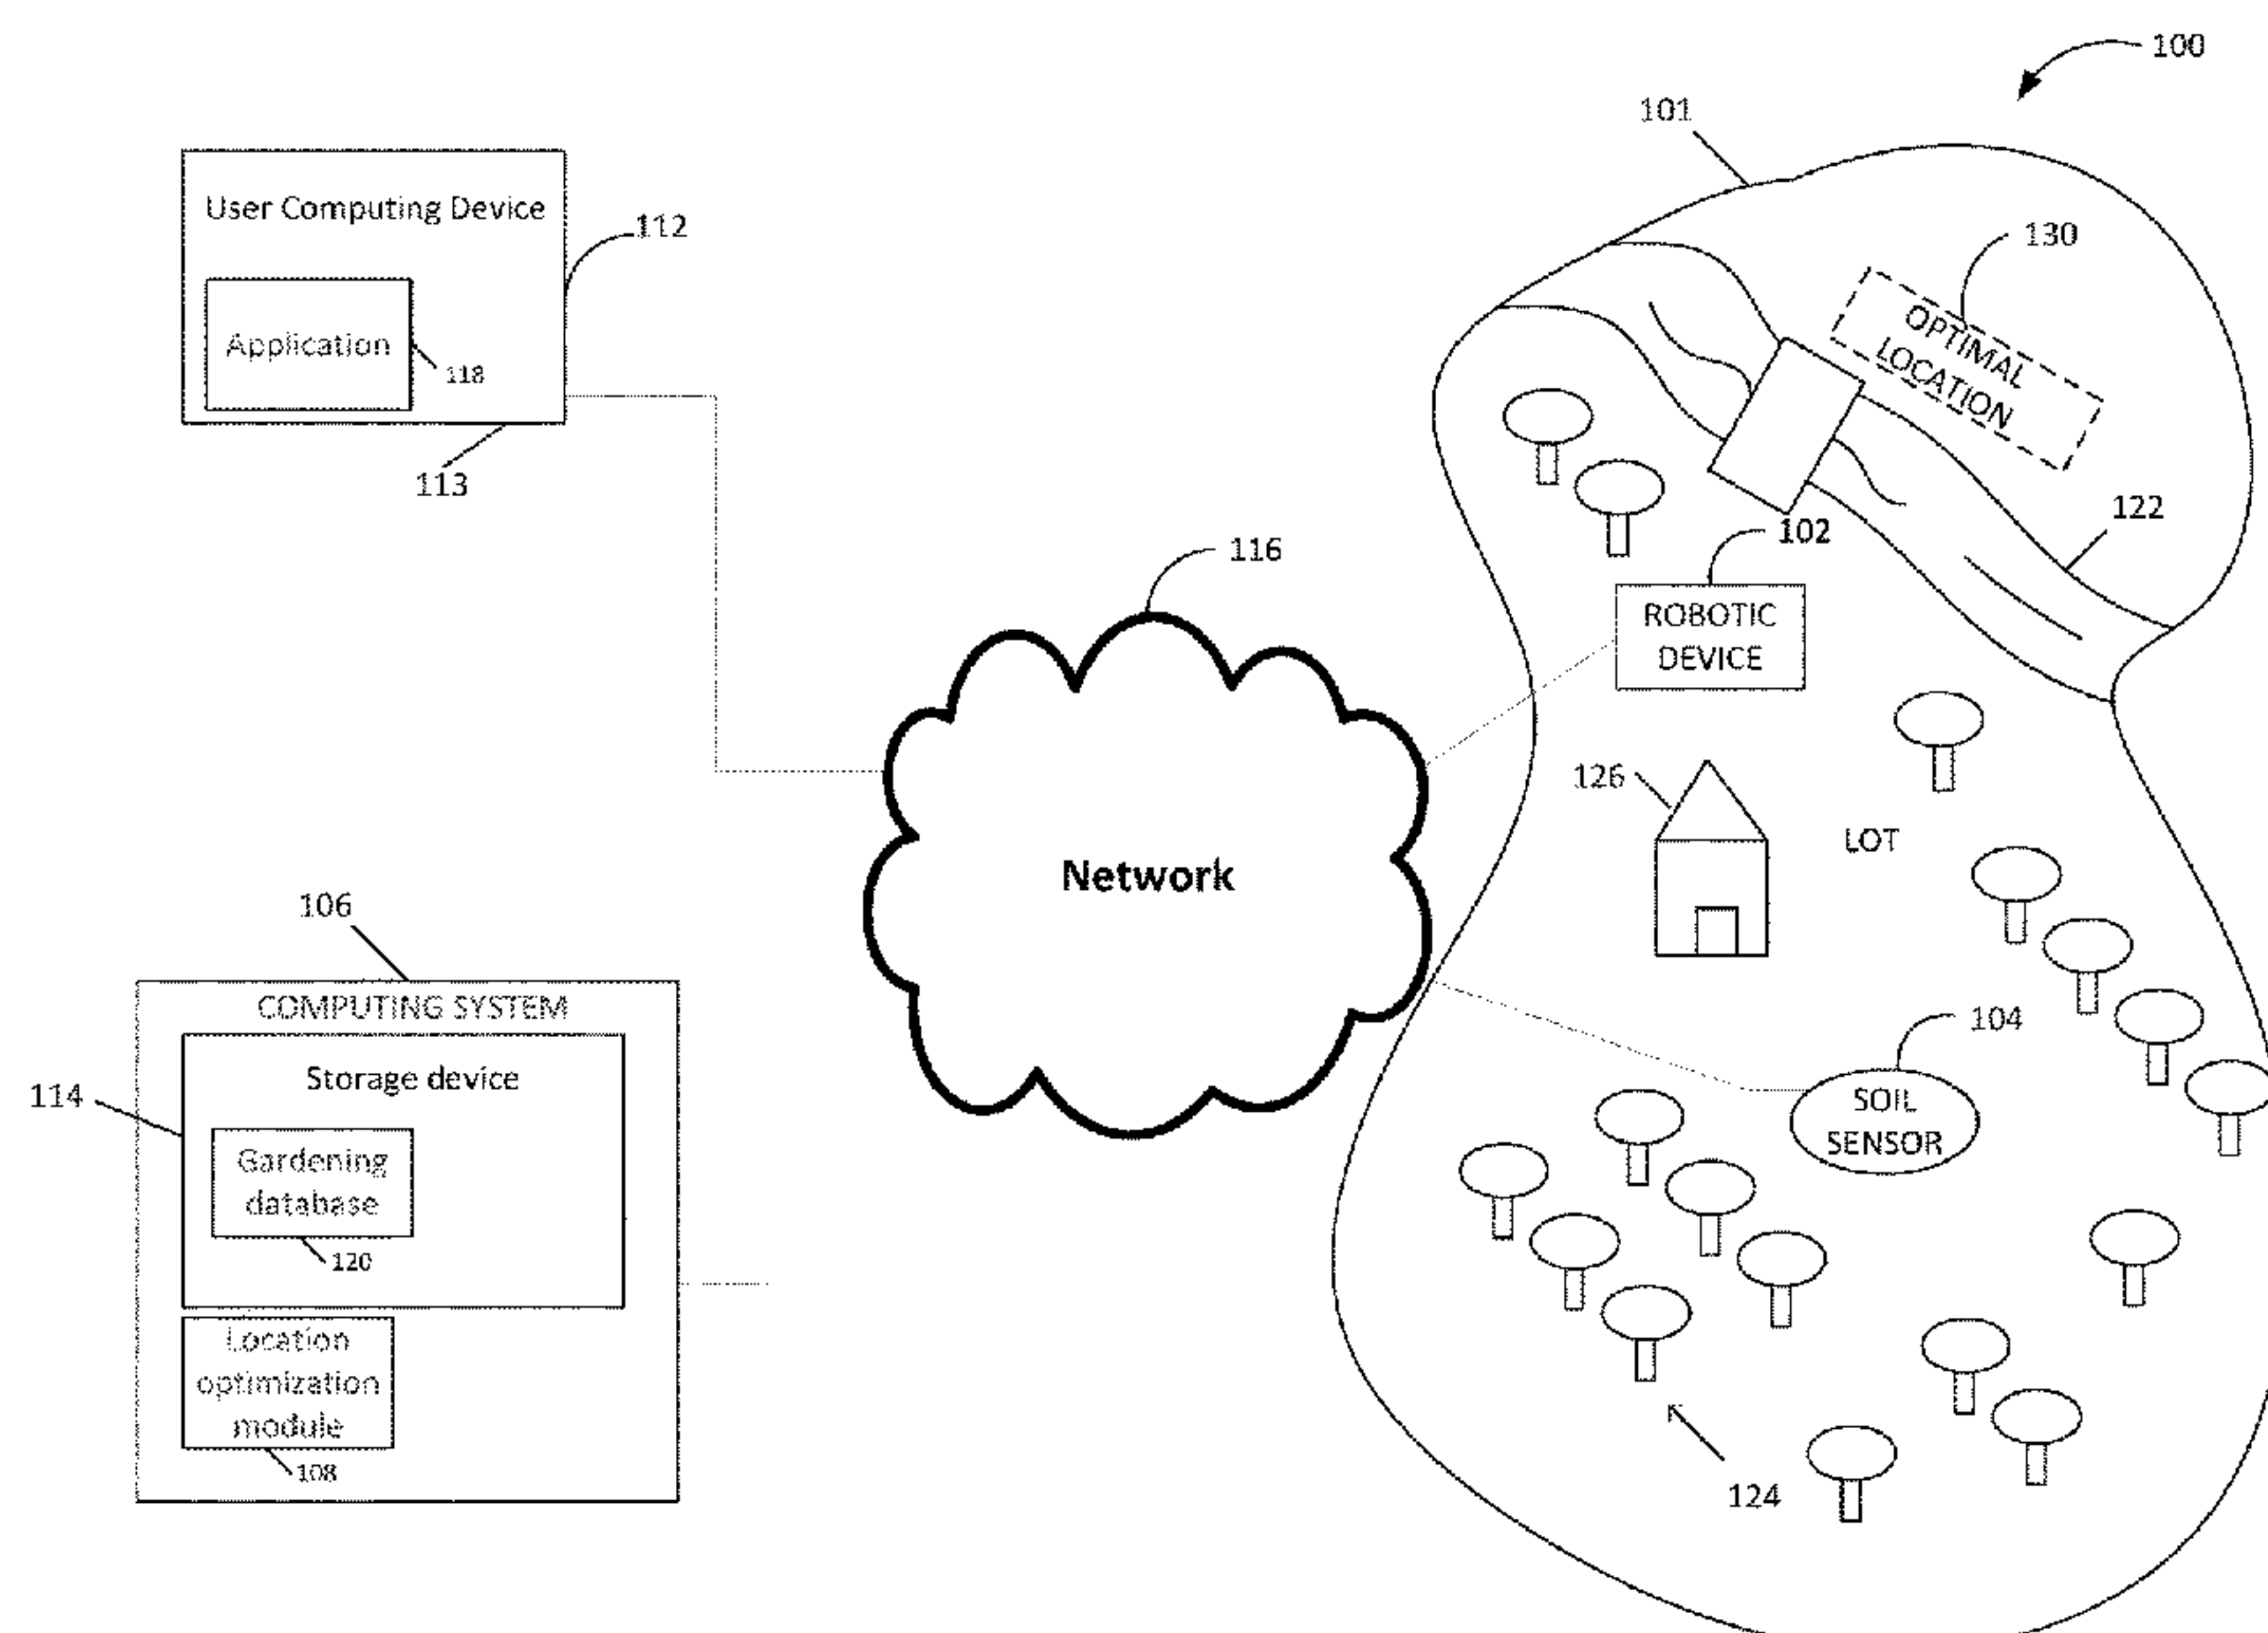 100
101
130
OPTIMAL
LOCATION
User Computing Device
112
Application
118
113
122
102
116
ROBOTIC
DEVICE
126
LOT
Network
106
COMPUTING SYSTEM
104
114
Storage device
SOIL
SENSOR
Gardening
database
120
Location
optimization
module
108
124